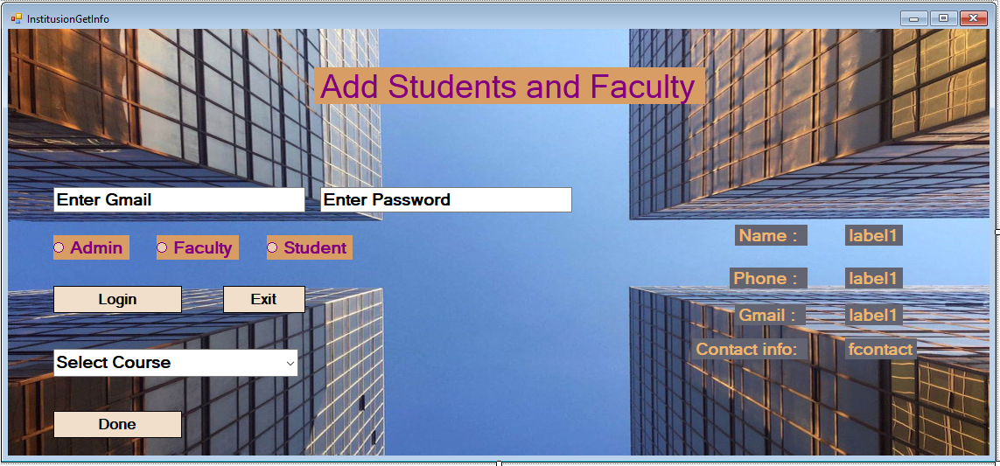 InstitusionGetInfo
Add Students and Faculty
Enter Gmail Enter Password
Admin Faculty Student
Login Exit
Select Course
Done
Name : label1
Phone : label1
Gmail : label1
Contact info: fcontact